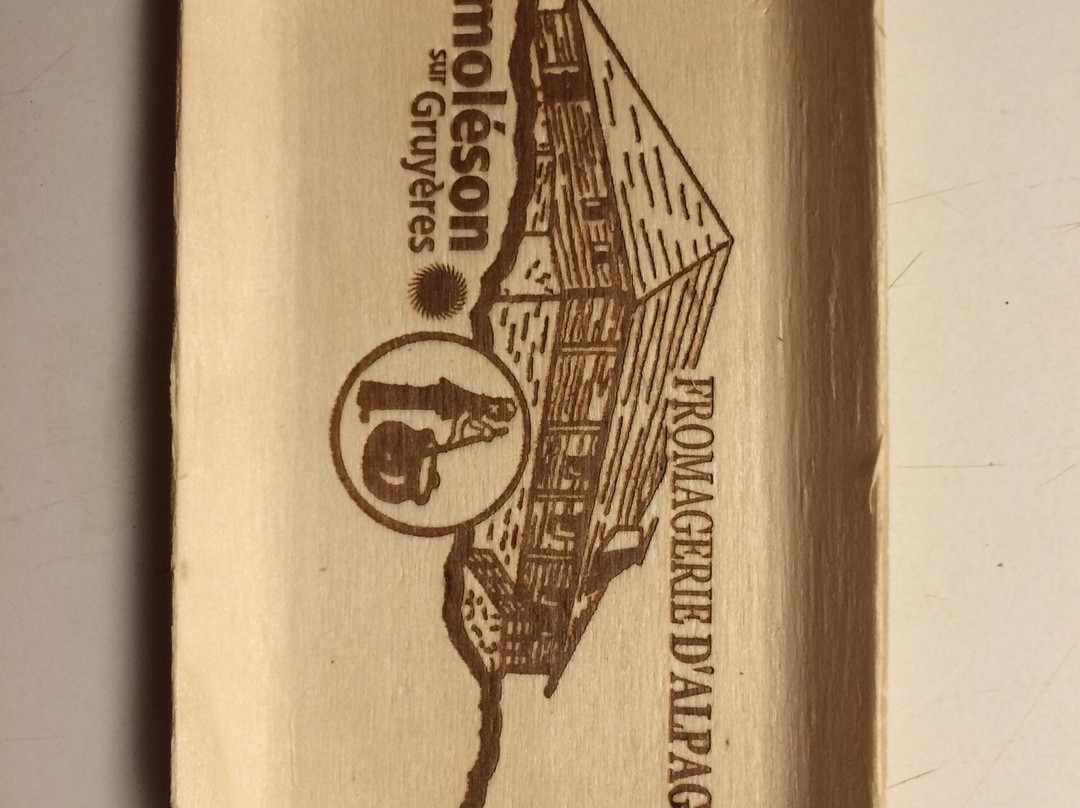 FROMAGERIE D'ALPAG
moléson
sur Gruyères